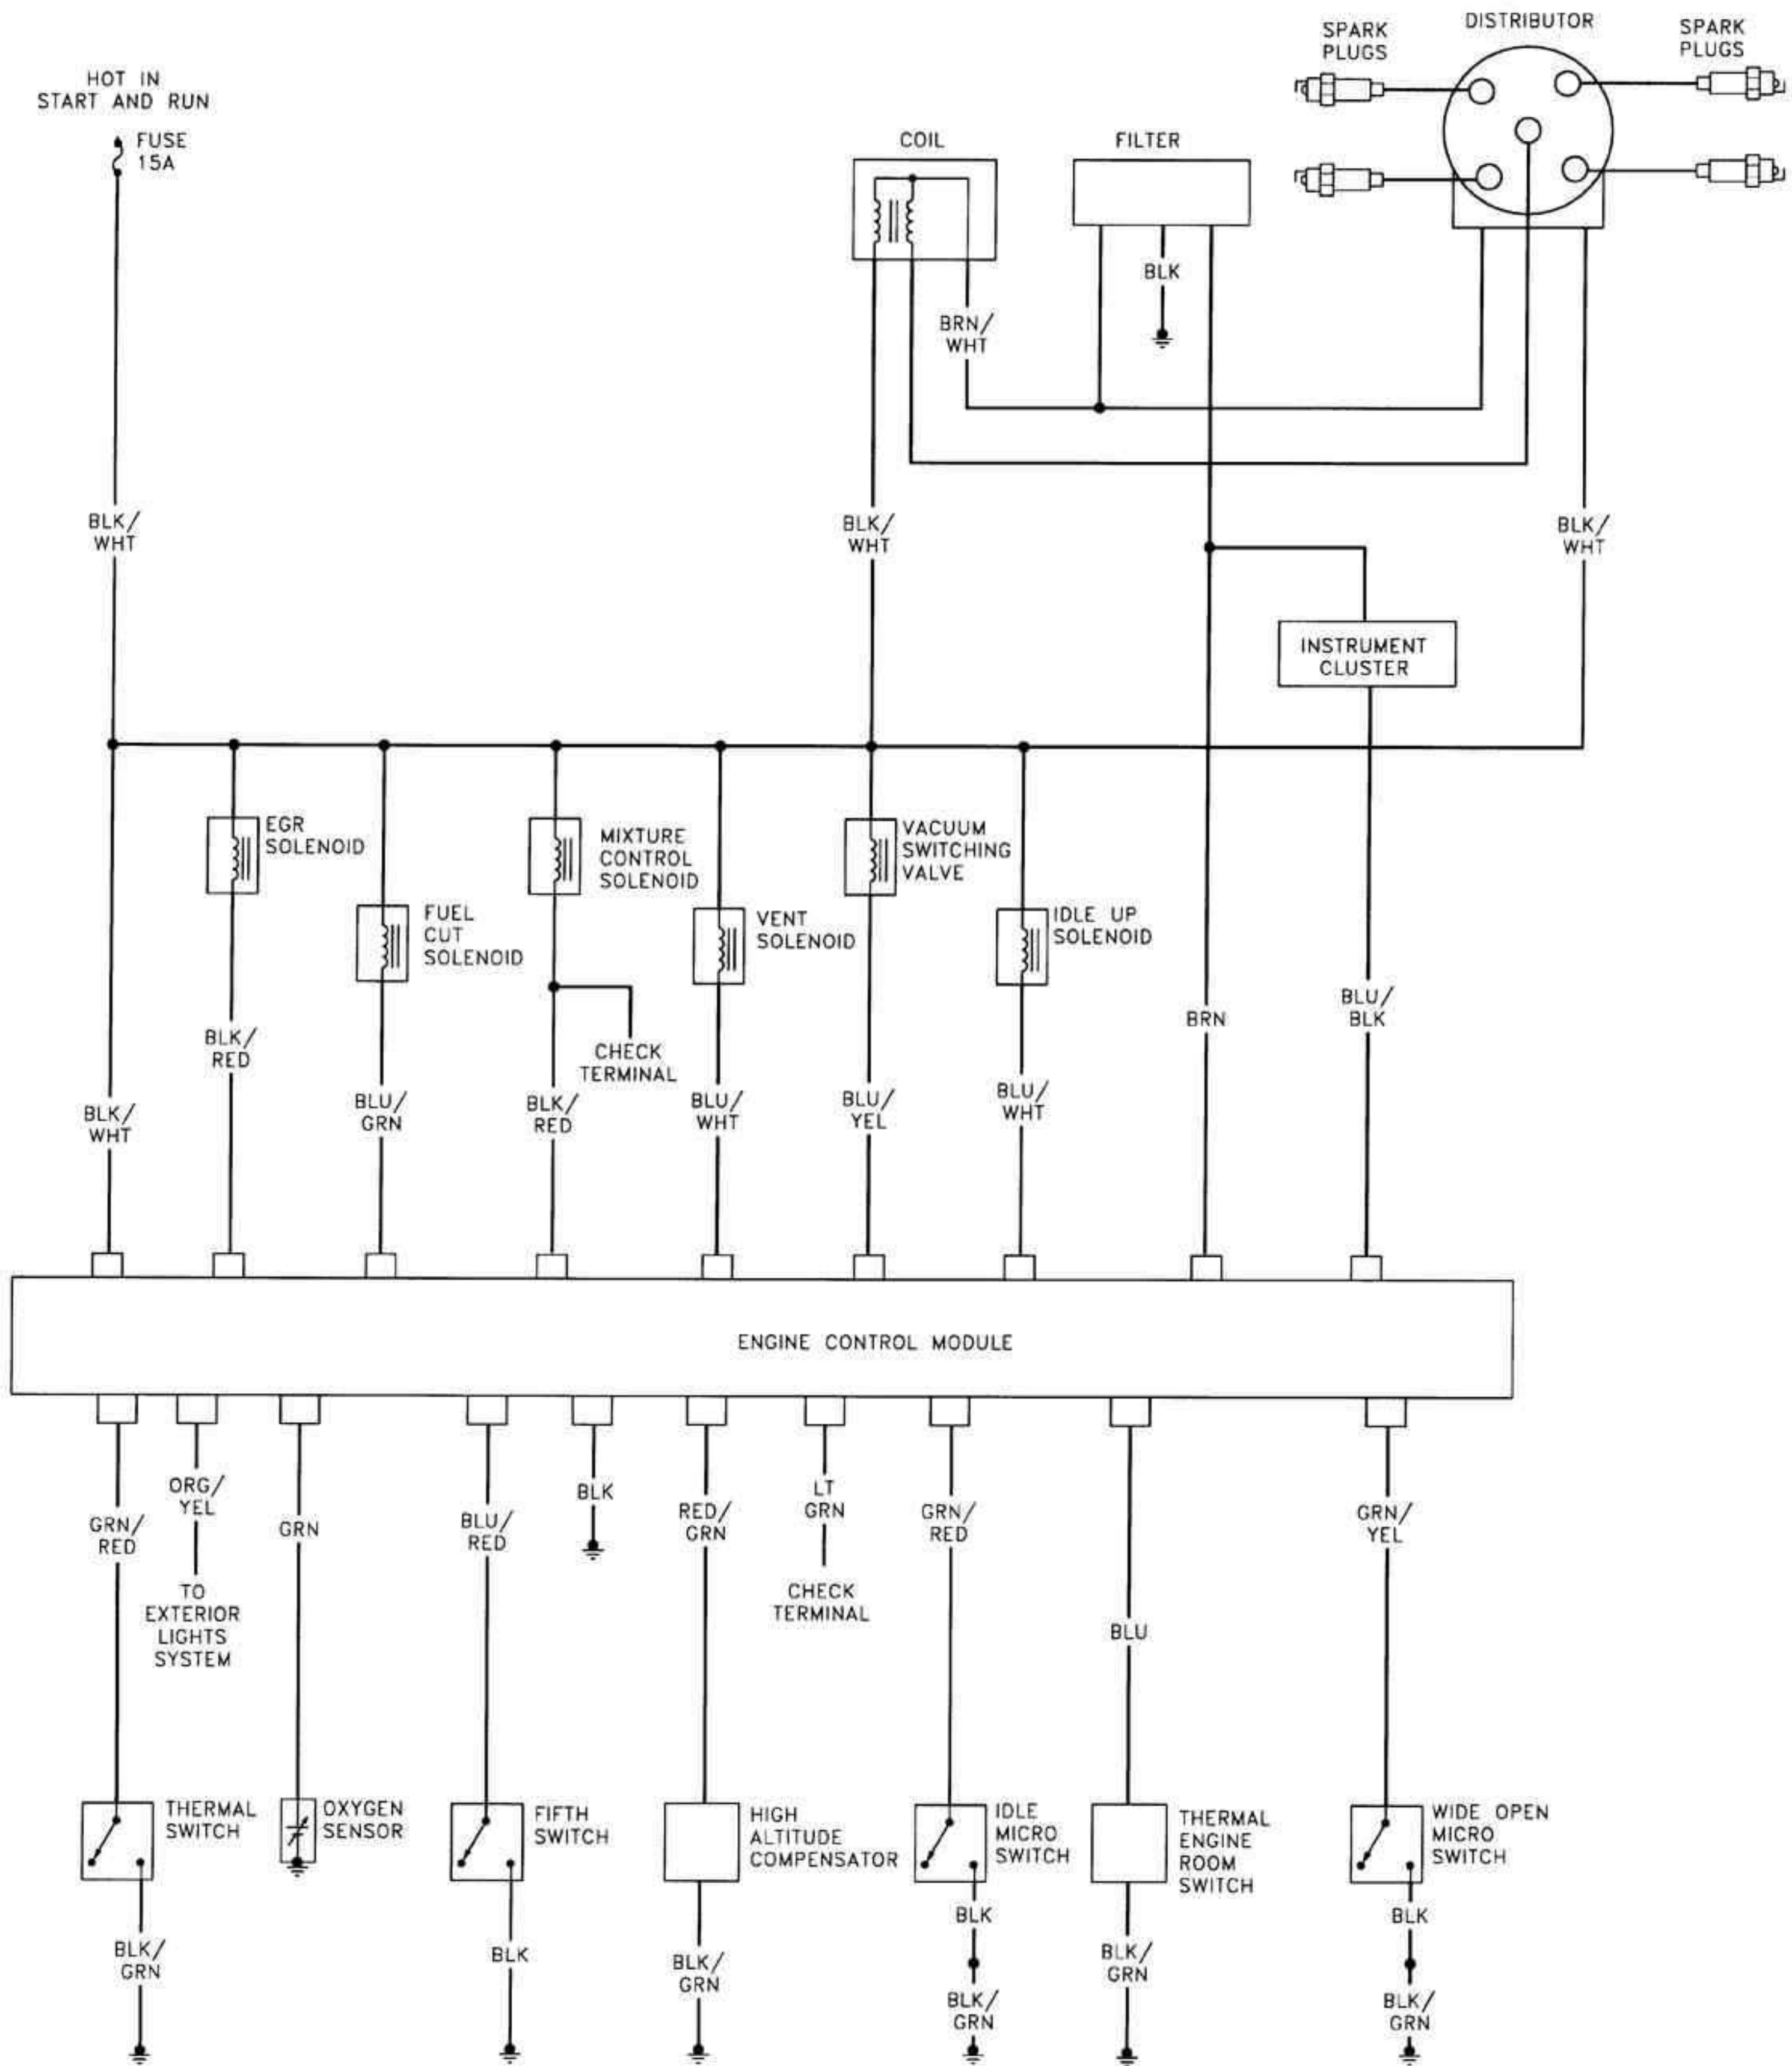 SPARK
PLUGS
DISTRIBUTOR
SPARK
PLUGS
HOT IN
START AND RUN
FUSE
15A
COIL
FILTER
BLK
BRN/
WHT
BLK/
WHT
BLK/
WHT
BLK/
WHT
INSTRUMENT
CLUSTER
EGR
SOLENOID
MIXTURE
CONTROL
SOLENOID
VACUUM
SWITCHING
VALVE
FUEL
CUT
SOLENOID
VENT
SOLENOID
IDLE UP
SOLENOID
BLK/
RED
CHECK
TERMINAL
BRN
BLU/
BLK
BLK/
WHT
BLU/
GRN
BLK/
RED
BLU/
WHT
BLU/
YEL
BLU/
WHT
ENGINE CONTROL MODULE
GRN/
RED
ORG/
YEL
TO
EXTERIOR
LIGHTS
SYSTEM
GRN
BLU/
RED
BLK
RED/
GRN
LT
GRN
CHECK
TERMINAL
GRN/
RED
BLU
GRN/
YEL
THERMAL
SWITCH
OXYGEN
SENSOR
FIFTH
SWITCH
HIGH
ALTITUDE
COMPENSATOR
IDLE
MICRO
SWITCH
THERMAL
ENGINE
ROOM
SWITCH
WIDE OPEN
MICRO
SWITCH
BLK/
GRN
BLK
BLK/
GRN
BLK
BLK/
GRN
BLK/
GRN
BLK
BLK/
GRN